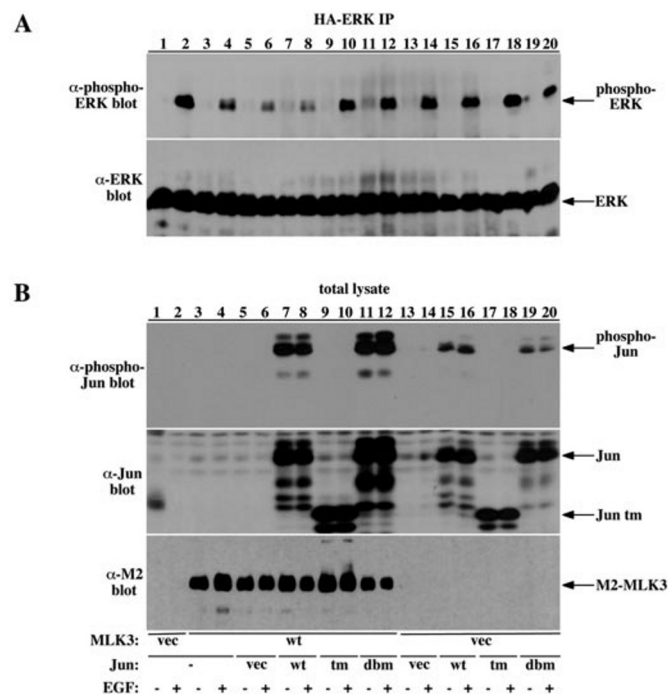 A
HA-ERK IP
1 2 3 4 5 6 7 8 9 10 11 12 13 14 15 16 17 18 19 20
α-phospho-
ERK blot
phospho-
ERK
α-ERK
blot
ERK
B
total lysate
1 2 3 4 5 6 7 8 9 10 11 12 13 14 15 16 17 18 19 20
α-phospho-
Jun blot
phospho-
Jun
α-Jun
blot
Jun
Jun tm
α-M2
blot
M2-MLK3
MLK3: vec wt vec
Jun: - vec wt tm dbm vec wt tm dbm
EGF: - + - + - + - + - + - + - + - + - + - +